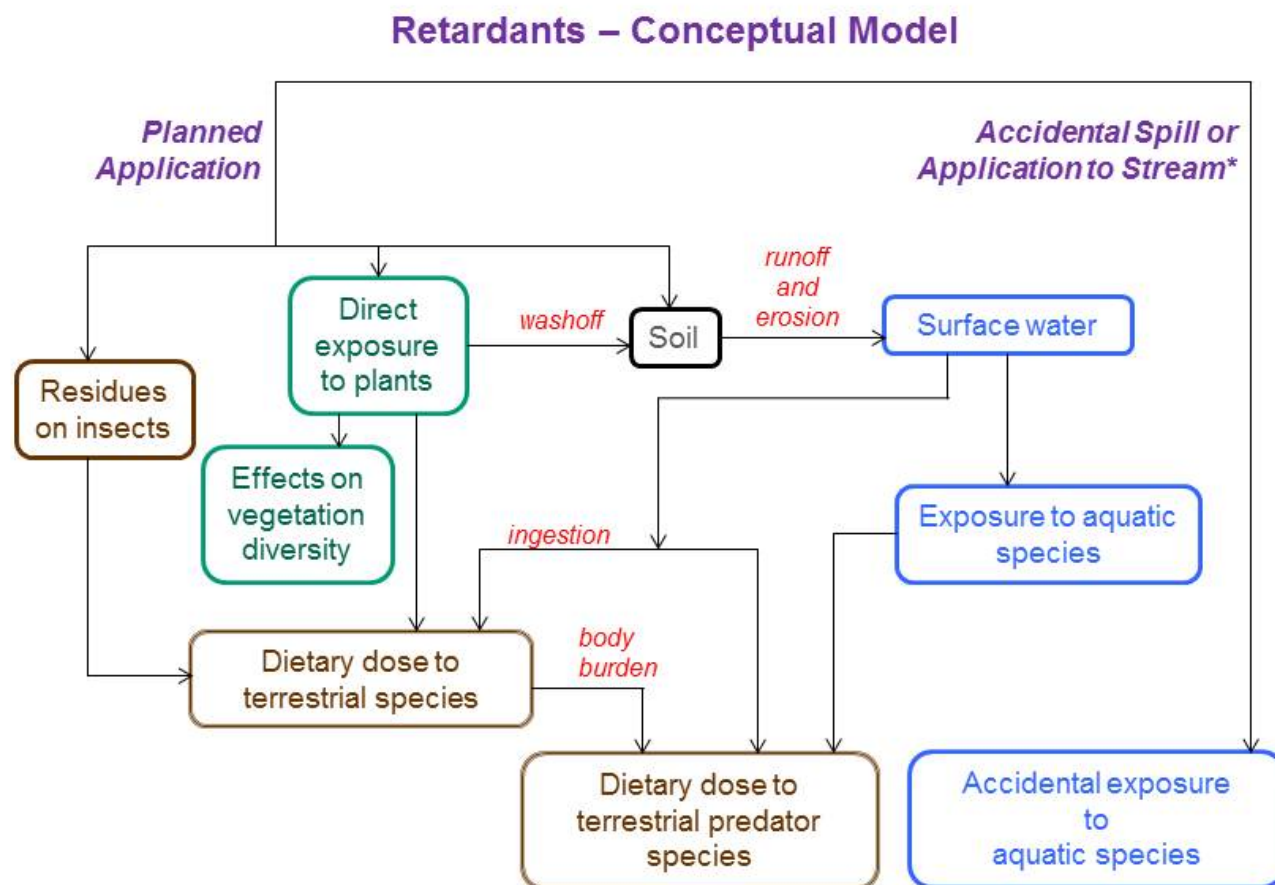 Retardants – Conceptual Model
Planned
Application
Accidental Spill or
Application to Stream*
runoff
and
erosion
Direct
exposure
to plants
washoff
Soil
Surface water
Residues
on insects
Effects on
vegetation
diversity
ingestion
Exposure to aquatic
species
Dietary dose to
terrestrial species
body
burden
Dietary dose to
terrestrial predator
species
Accidental exposure
to
aquatic species